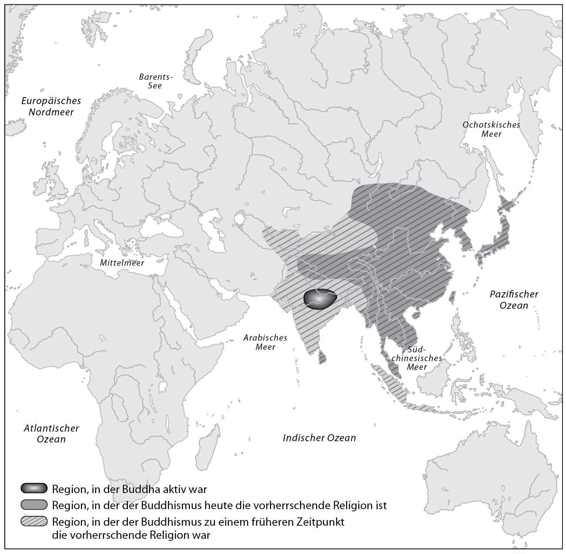 Barents-
See
Europäisches
Nordmeer
Ochotskisches
Meer
Mittelmeer
Pazifischer
Ozean
Arabisches
Meer
Süd-
chinesisches
Meer
Atlantischer
Ozean
Indischer Ozean
Region, in der Buddha aktiv war
Region, in der der Buddhismus heute die vorherrschende Religion ist
Region, in der der Buddhismus zu einem früheren Zeitpunkt
die vorherrschende Religion war